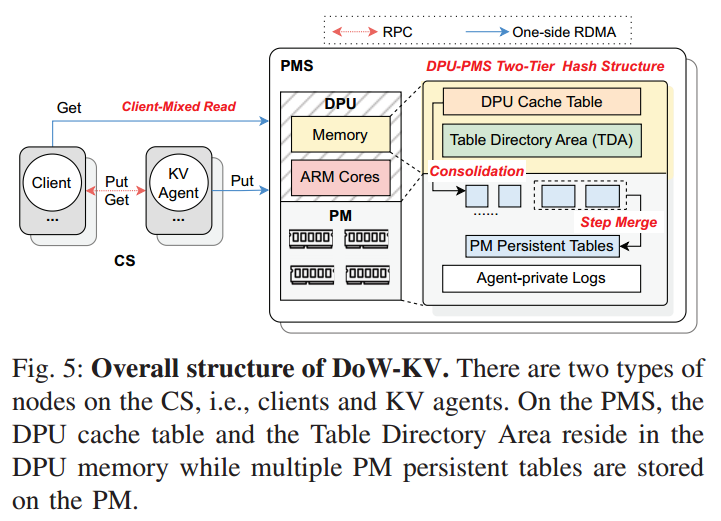 RPC
One-side RDMA
PMS
DPU-PMS Two-Tier Hash Structure
DPU
Get
Client-Mixed Read
DPU Cache Table
Memory
Table Directory Area (TDA)
Client
...
Put
Get
KV
Agent
...
Put
ARM Cores
Consolidation
......
Step Merge
PM
PM Persistent Tables
Agent-private Logs
CS
Fig. 5: Overall structure of DoW-KV. There are two types of
nodes on the CS, i.e., clients and KV agents. On the PMS, the
DPU cache table and the Table Directory Area reside in the
DPU memory while multiple PM persistent tables are stored
on the PM.